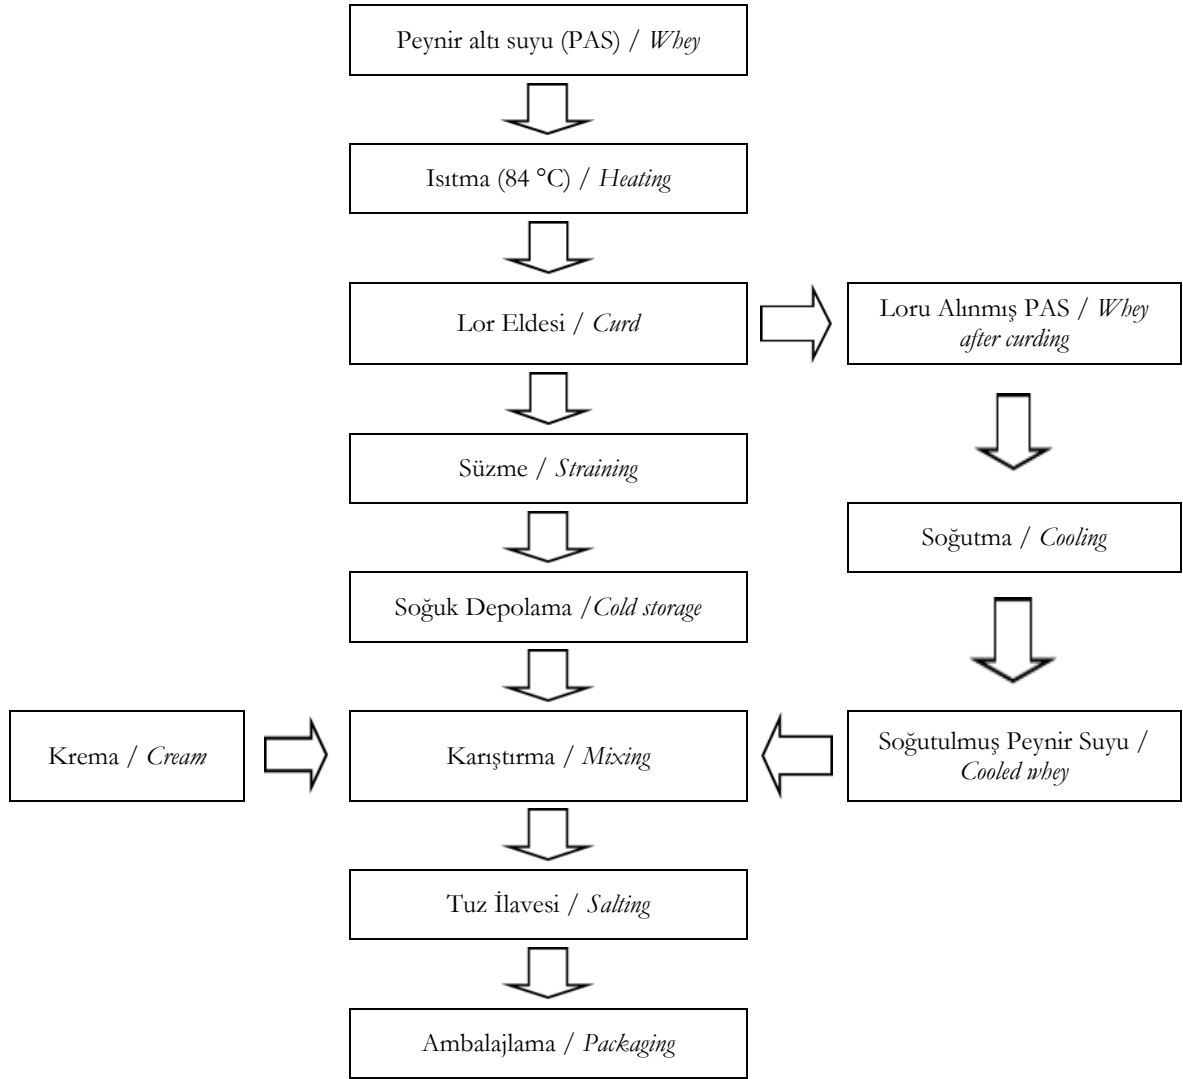 Peynir altı suyu (PAS) / Whey
Isıtma (84 °C) / Heating
Lor Eldesi / Curd
Loru Alınmış PAS / Whey
after curding
Süzme / Straining
Soğutma / Cooling
Soğuk Depolama /Cold storage
Krema / Cream
Karıştırma / Mixing
Soğutulmuş Peynir Suyu /
Cooled whey
Tuz İlavesi / Salting
Ambalajlama / Packaging